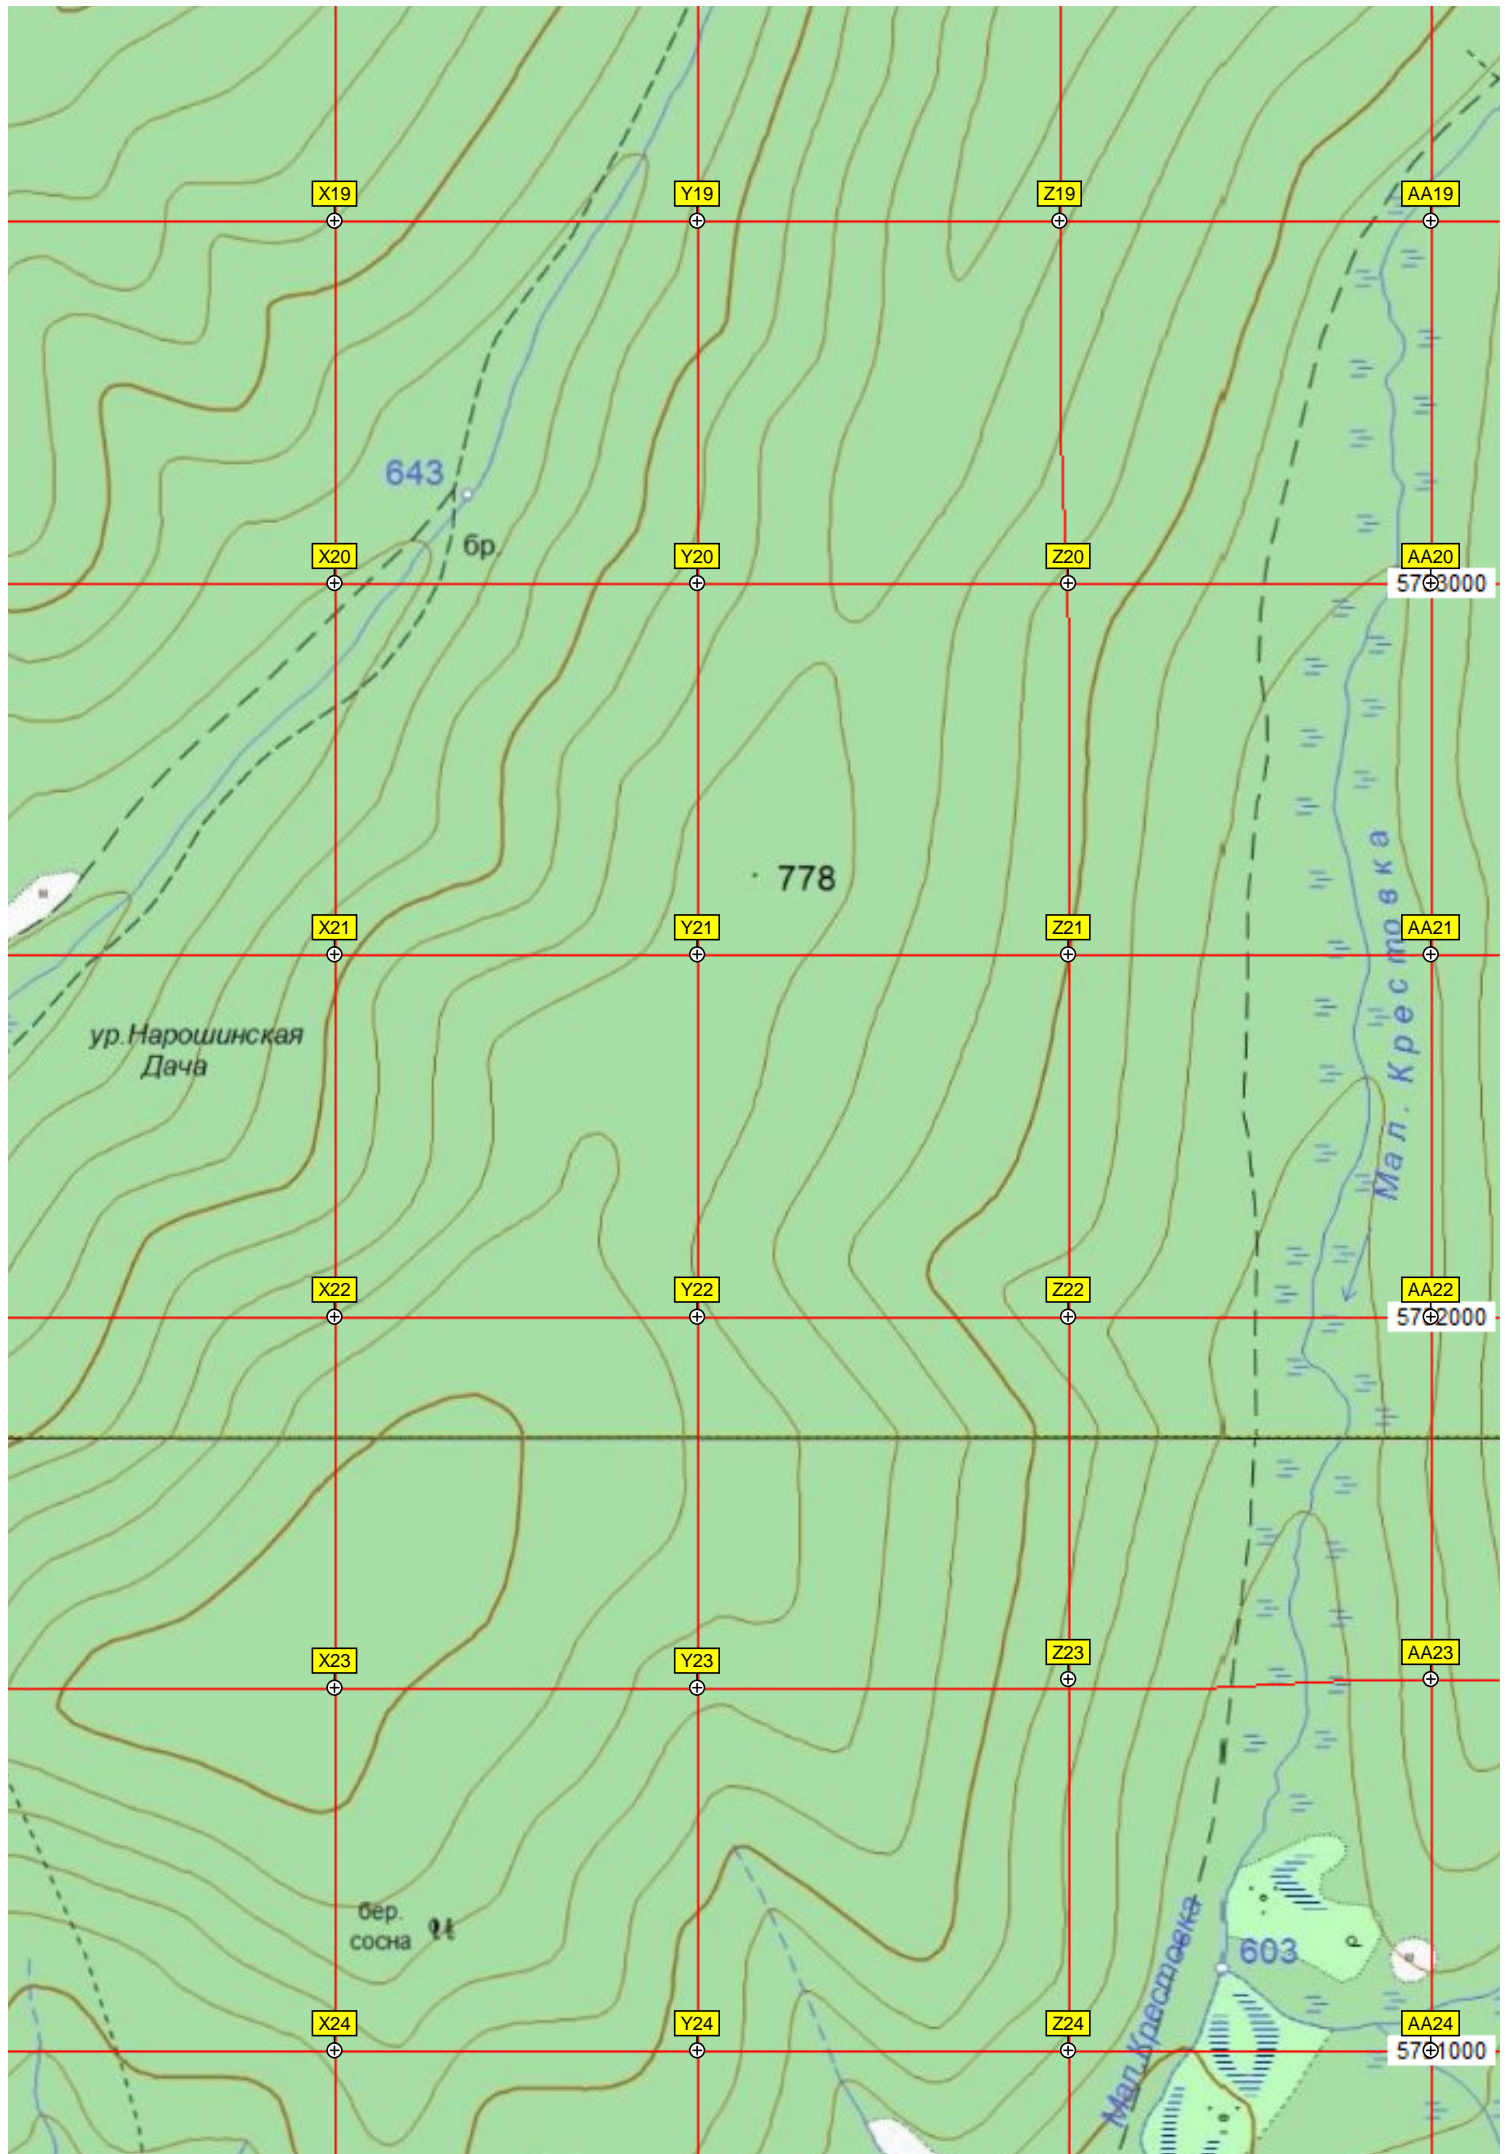 X19 Y19 Z19 AA19
643
бр.
X20 Y20 Z20 AA20
5703000
778
X21 Y21 Z21 AA21
Мал. Крестовка
ур.Нарошинская
Дача
X22 Y22 Z22 AA22
5702000
X23 Y23 Z23 AA23
бер.
сосна
603
Мал.Крестовка
X24 Y24 Z24 AA24
5701000